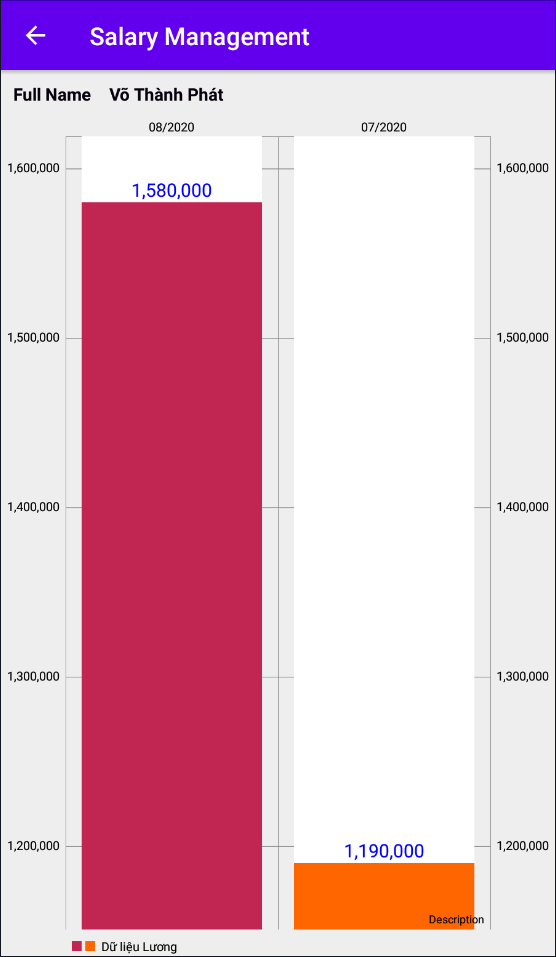 Salary Management
Full Name Võ Thành Phát
08/2020 07/2020
1,600,000 1,600,000
1,580,000
1,500,000 1,500,000
1,400,000 1,400,000
1,300,000 1,300,000
1,200,000 1,200,000
1,190,000
Description
Dữ liệu Lương